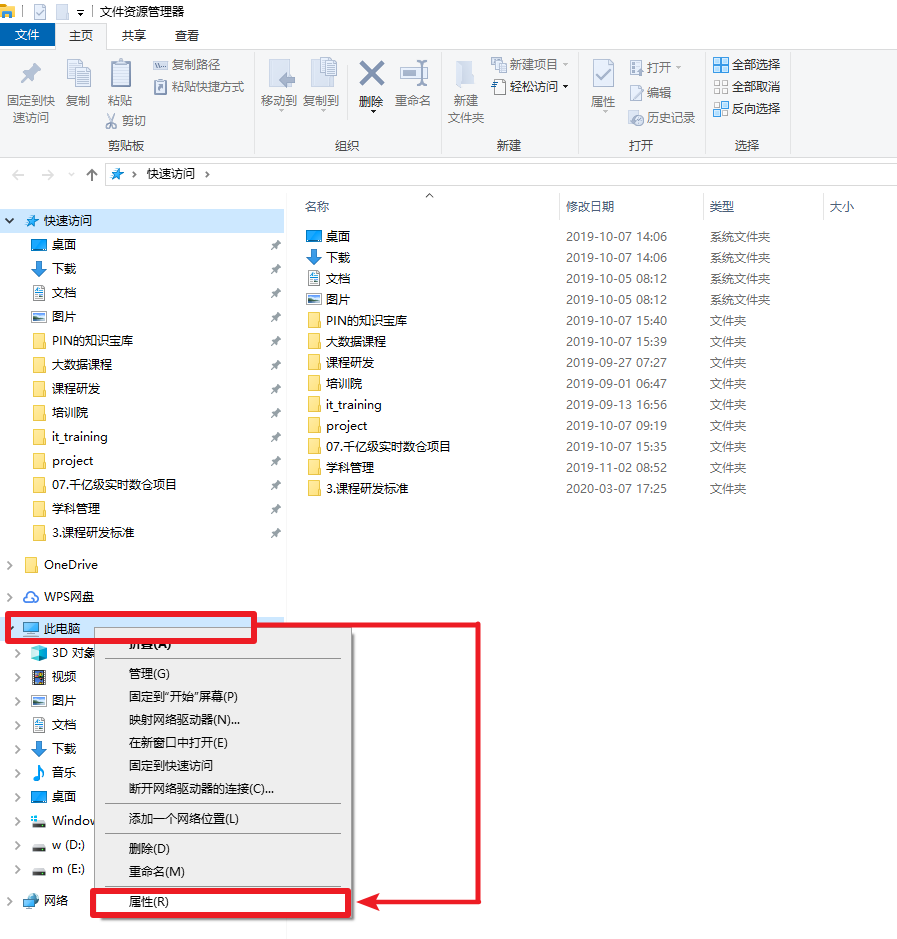 文件资源管理器
文件 主页 共享 查看
固定到快速访问
复制
粘贴
复制路径
粘贴快捷方式
剪切
剪贴板
移动到
复制到
删除
重命名
组织
新建文件夹
新建项目
轻松访问
新建
属性
打开
编辑
历史记录
打开
全部选择
全部取消
反向选择
选择
快速访问
名称 修改日期 类型 大小
快速访问
桌面
下载
文档
图片
PIN的知识宝库
大数据课程
课程研发
培训院
it_training
project
07.千亿级实时数仓项目
学科管理
3.课程研发标准
OneDrive
WPS网盘
此电脑
3D 对象
视频
图片
文档
下载
音乐
桌面
Window
w (D:)
m (E:)
网络
桌面 2019-10-07 14:06 系统文件夹
下载 2019-10-07 14:06 系统文件夹
文档 2019-10-05 08:12 系统文件夹
图片 2019-10-05 08:12 系统文件夹
PIN的知识宝库 2019-10-07 15:40 文件夹
大数据课程 2019-10-07 15:39 文件夹
课程研发 2019-09-27 07:27 文件夹
培训院 2019-09-01 06:47 文件夹
it_training 2019-09-13 16:56 文件夹
project 2019-10-07 09:19 文件夹
07.千亿级实时数仓项目 2019-10-07 15:35 文件夹
学科管理 2019-11-02 08:52 文件夹
3.课程研发标准 2020-03-07 17:25 文件夹
折叠(A)
管理(G)
固定到"开始"屏幕(P)
映射网络驱动器(N)...
在新窗口中打开(E)
固定到快速访问
断开网络驱动器的连接(C)...
添加一个网络位置(L)
删除(D)
重命名(M)
属性(R)